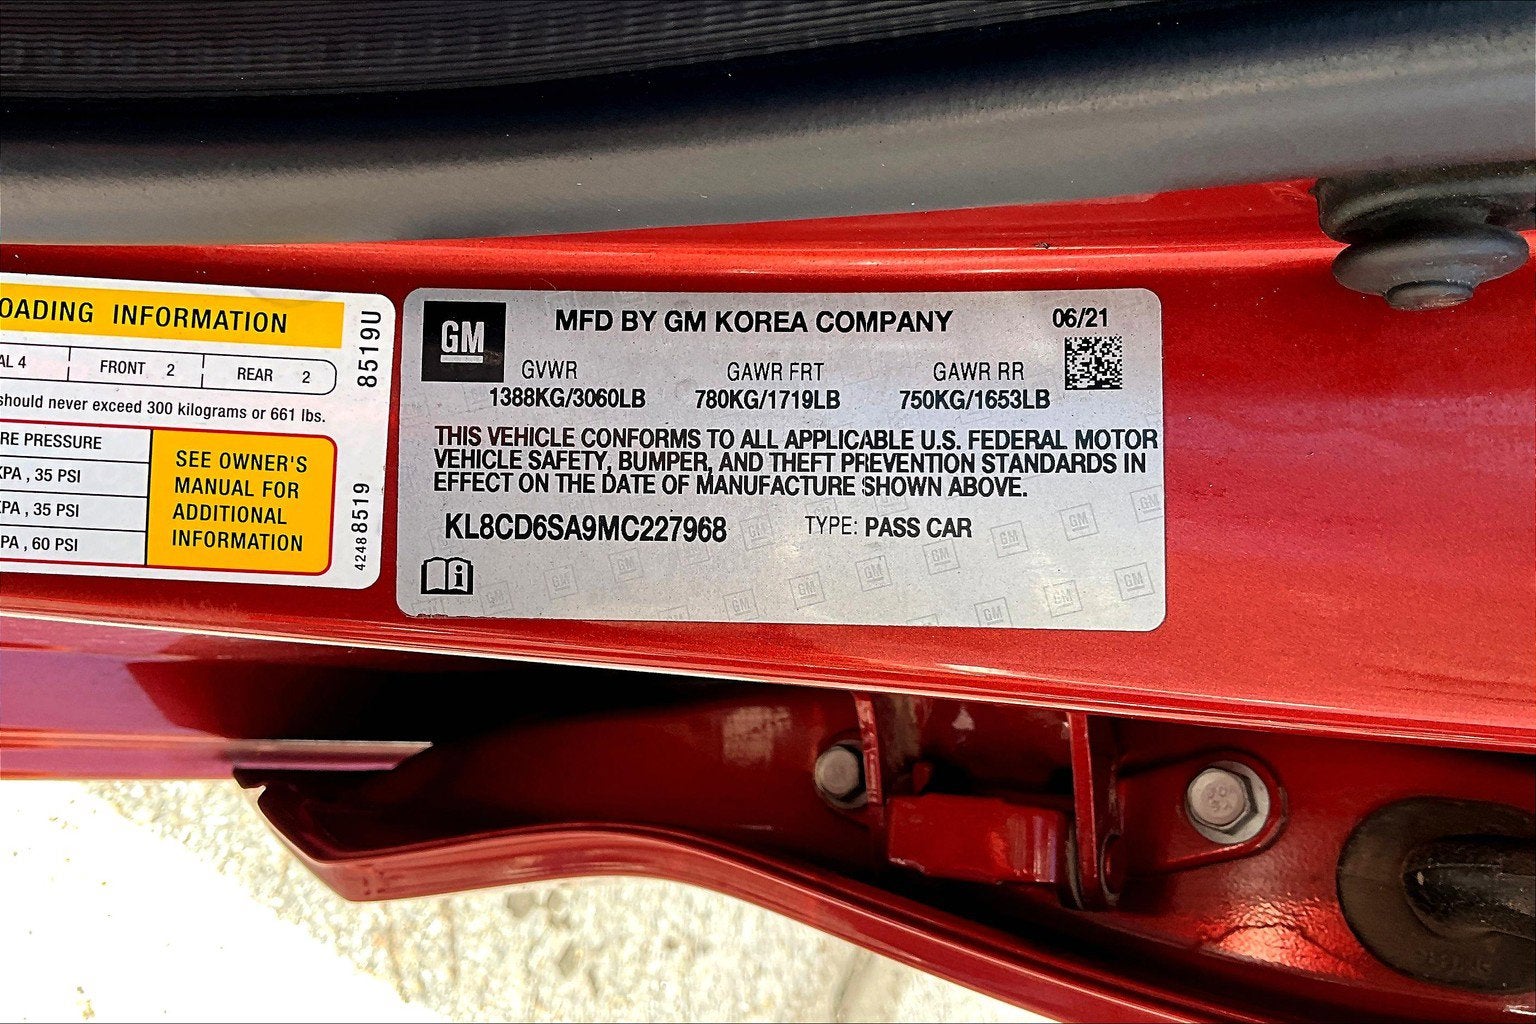 OADING INFORMATION
AL 4 FRONT 2 REAR 2
should never exceed 300 kilograms or 661 lbs.
RE PRESSURE
KPA , 35 PSI
KPA , 35 PSI
PA , 60 PSI
SEE OWNER'S
MANUAL FOR
ADDITIONAL
INFORMATION
8519U
42488519
GM
MFD BY GM KOREA COMPANY 06/21
GVWR GAWR FRT GAWR RR
1388KG/3060LB 780KG/1719LB 750KG/1653LB
THIS VEHICLE CONFORMS TO ALL APPLICABLE U.S. FEDERAL MOTOR
VEHICLE SAFETY, BUMPER, AND THEFT PREVENTION STANDARDS IN
EFFECT ON THE DATE OF MANUFACTURE SHOWN ABOVE.
KL8CD6SA9MC227968 TYPE: PASS CAR